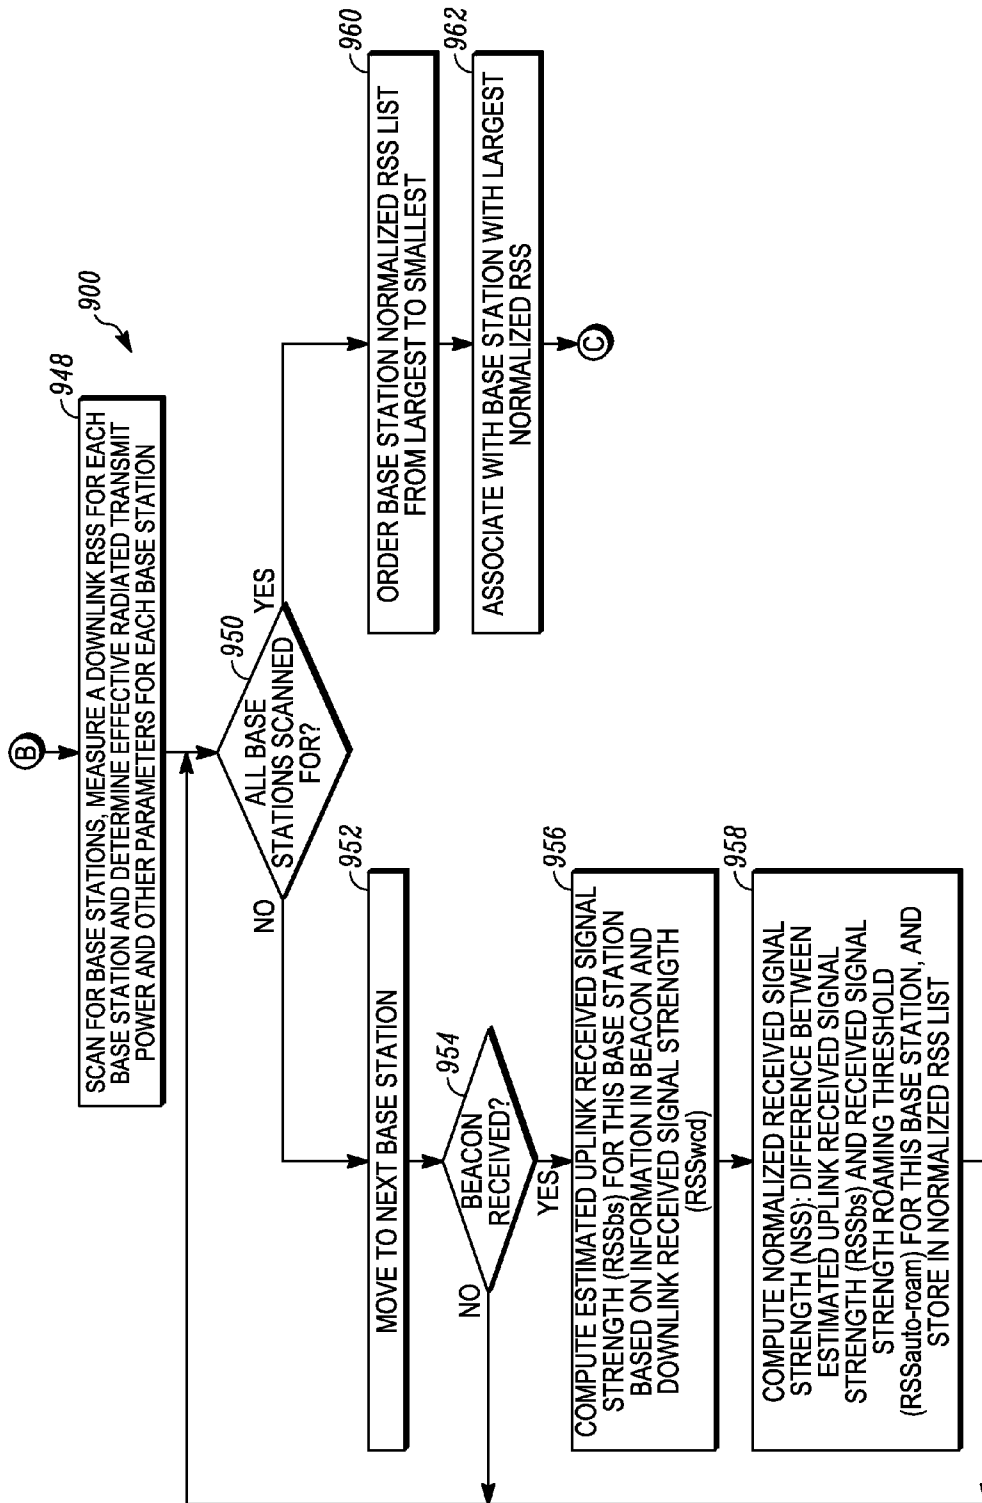 B
948
SCAN FOR BASE STATIONS, MEASURE A DOWNLINK RSS FOR EACH
BASE STATION AND DETERMINE EFFECTIVE RADIATED TRANSMIT
POWER AND OTHER PARAMETERS FOR EACH BASE STATION
900
950
ALL BASE
STATIONS SCANNED
FOR?
NO
YES
952
MOVE TO NEXT BASE STATION
954
BEACON
RECEIVED?
NO
YES
956
COMPUTE ESTIMATED UPLINK RECEIVED SIGNAL
STRENGTH (RSSbs) FOR THIS BASE STATION
BASED ON INFORMATION IN BEACON AND
DOWNLINK RECEIVED SIGNAL STRENGTH
(RSSwcd)
958
COMPUTE NORMALIZED RECEIVED SIGNAL
STRENGTH (NSS): DIFFERENCE BETWEEN
ESTIMATED UPLINK RECEIVED SIGNAL
STRENGTH (RSSbs) AND RECEIVED SIGNAL
STRENGTH ROAMING THRESHOLD
(RSSauto-roam) FOR THIS BASE STATION, AND
STORE IN NORMALIZED RSS LIST
960
ORDER BASE STATION NORMALIZED RSS LIST
FROM LARGEST TO SMALLEST
962
ASSOCIATE WITH BASE STATION WITH LARGEST
NORMALIZED RSS
C